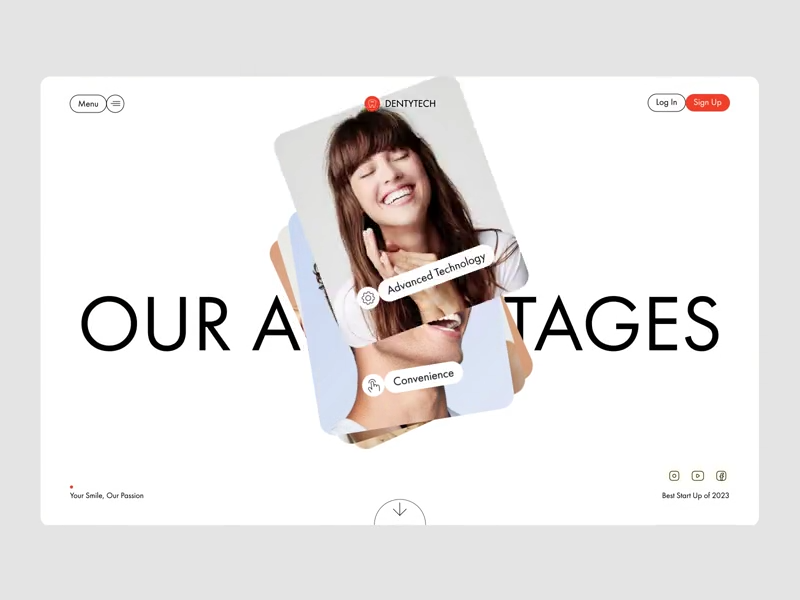 Menu
DENTYTECH
Log In
Sign Up
Advanced Technology
OUR A
TAGES
Convenience
Your Smile, Our Passion
Best Start Up of 2023